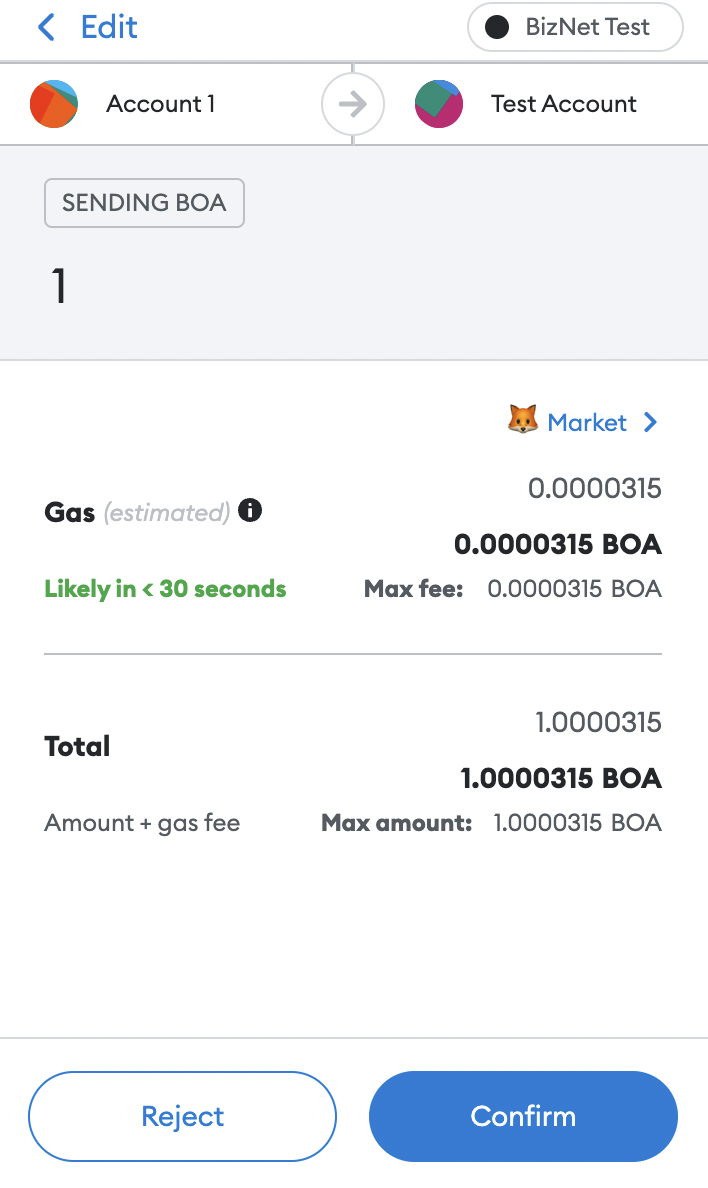 Edit
BizNet Test
Account 1
Test Account
SENDING BOA
1
Market
0.0000315
Gas (estimated)
0.0000315 BOA
Likely in < 30 seconds
Max fee: 0.0000315 BOA
1.0000315
Total
1.0000315 BOA
Amount + gas fee
Max amount: 1.0000315 BOA
Reject
Confirm